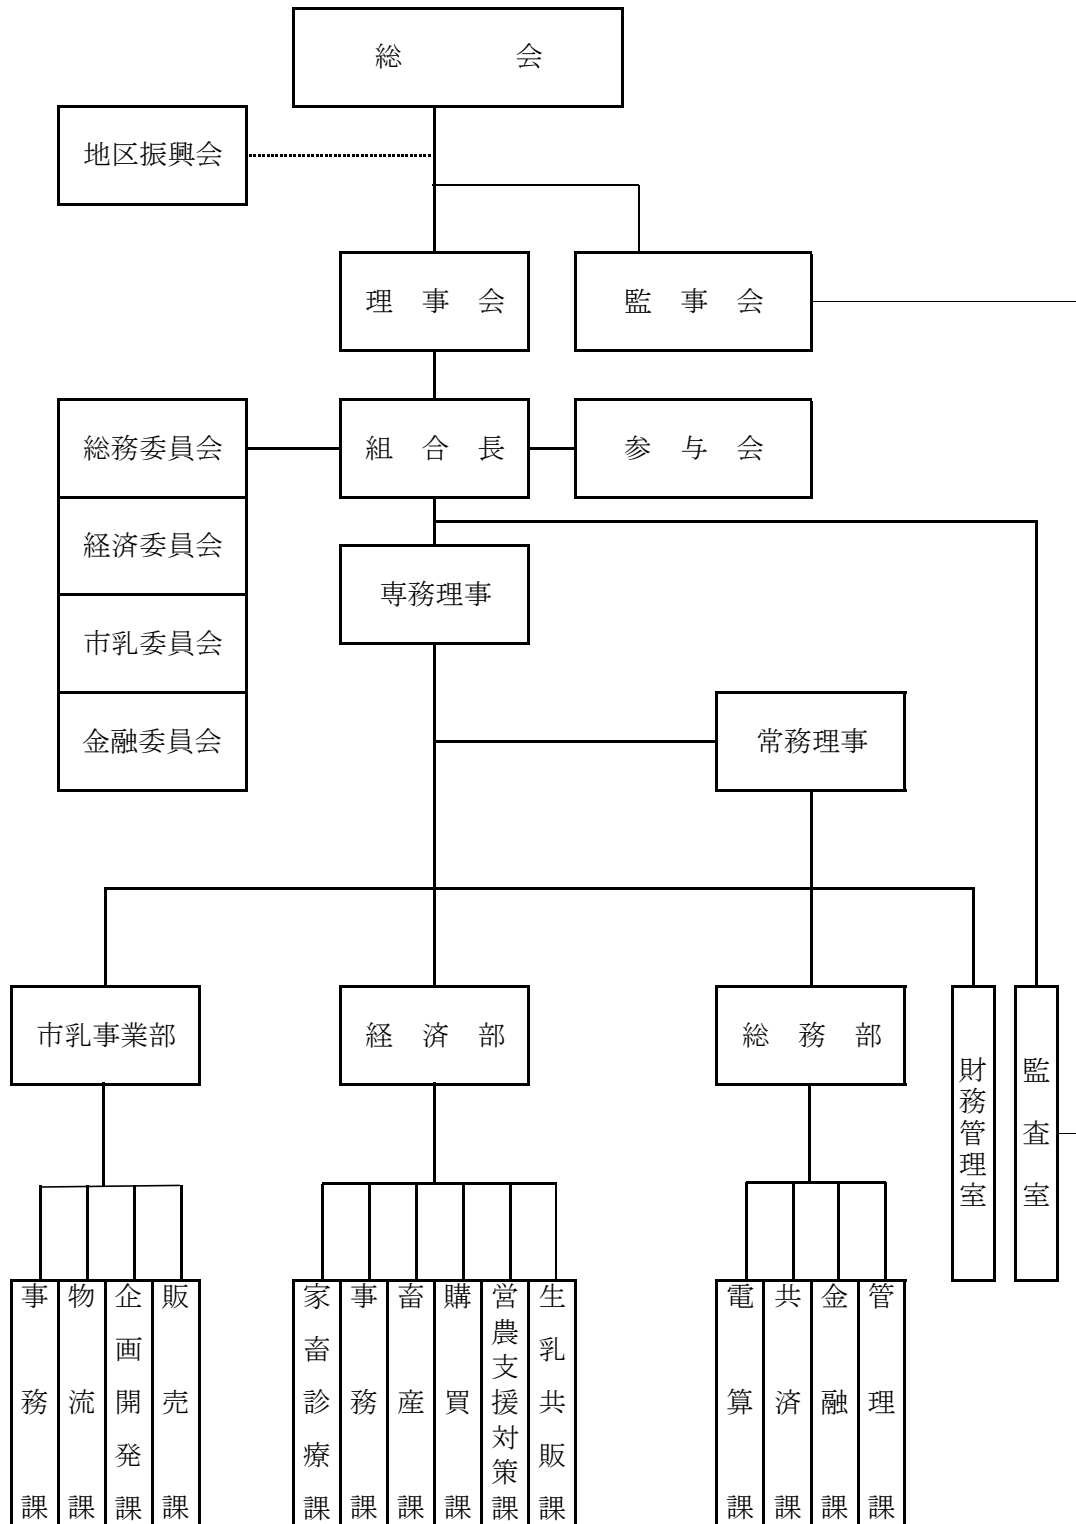 総　　　会
地区振興会
理　事　会
監　事　会
総務委員会
組　合　長
参　与　会
経済委員会
専務理事
市乳委員会
金融委員会
常務理事
市乳事業部
経　済　部
総　務　部
財務管理室
監査室
事務課
物流課
企画開発課
販売課
家畜診療課
事務課
畜産課
購買課
営農支援対策課
生乳共販課
電算課
共済課
金融課
管理課